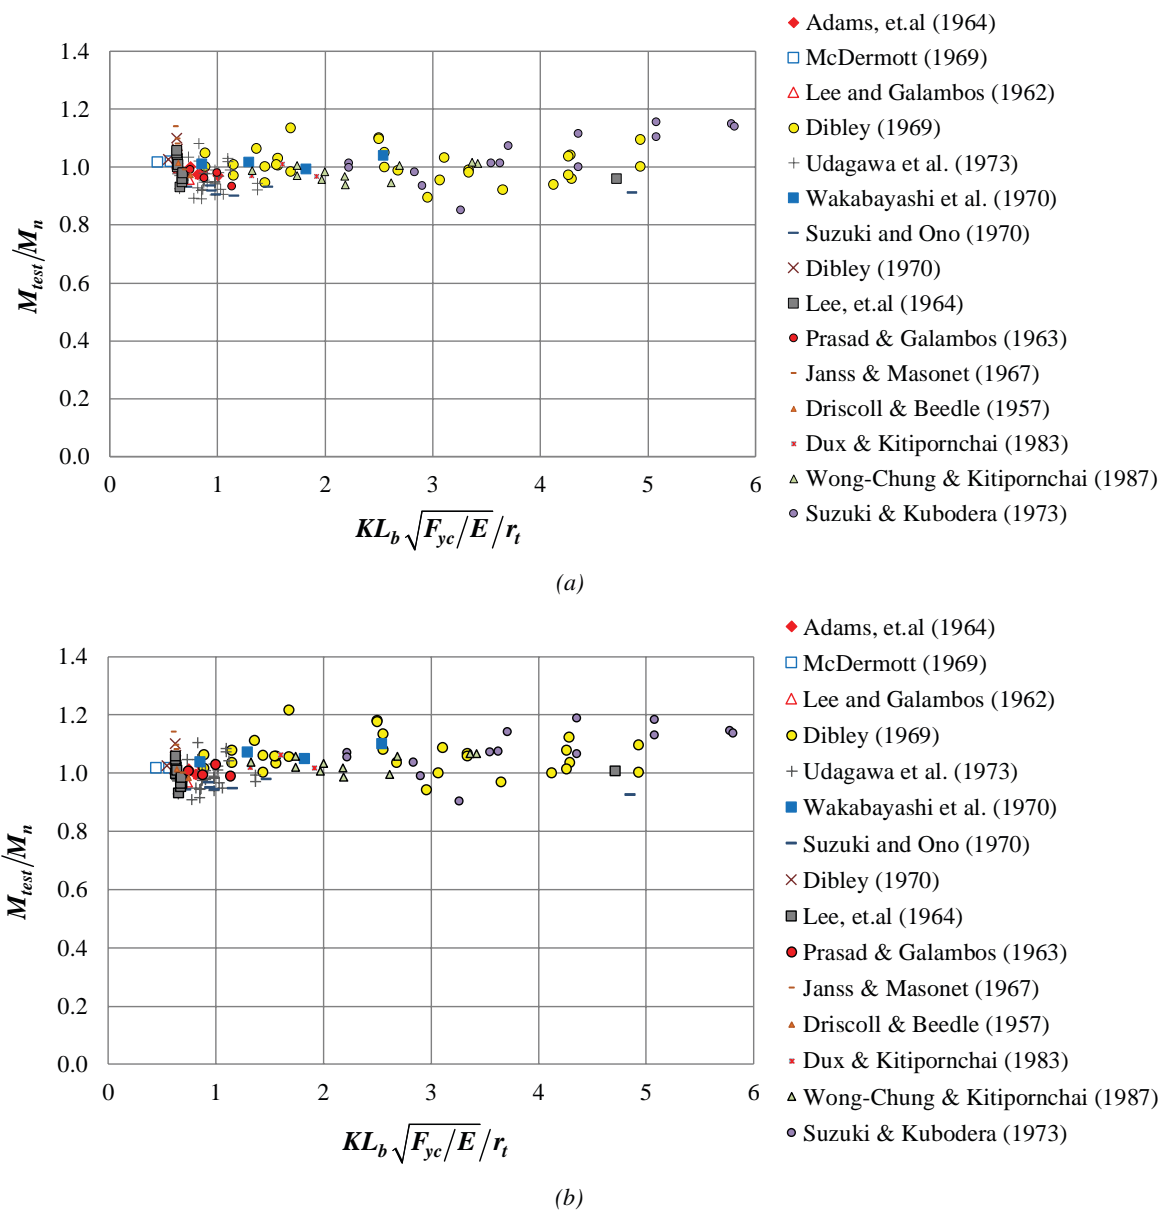 1.4
1.2
1.0
0.8
0.6
0.4
0.2
0.0
M_test/M_n
0 1 2 3 4 5 6
KL_b √F_yc/E /r_t
Adams, et.al (1964)
McDermott (1969)
Lee and Galambos (1962)
Dibley (1969)
Udagawa et al. (1973)
Wakabayashi et al. (1970)
Suzuki and Ono (1970)
Dibley (1970)
Lee, et.al (1964)
Prasad & Galambos (1963)
Janss & Masonet (1967)
Driscoll & Beedle (1957)
Dux & Kitipornchai (1983)
Wong-Chung & Kitipornchai (1987)
Suzuki & Kubodera (1973)
(a)
1.4
1.2
1.0
0.8
0.6
0.4
0.2
0.0
M_test/M_n
0 1 2 3 4 5 6
KL_b √F_yc/E /r_t
Adams, et.al (1964)
McDermott (1969)
Lee and Galambos (1962)
Dibley (1969)
Udagawa et al. (1973)
Wakabayashi et al. (1970)
Suzuki and Ono (1970)
Dibley (1970)
Lee, et.al (1964)
Prasad & Galambos (1963)
Janss & Masonet (1967)
Driscoll & Beedle (1957)
Dux & Kitipornchai (1983)
Wong-Chung & Kitipornchai (1987)
Suzuki & Kubodera (1973)
(b)